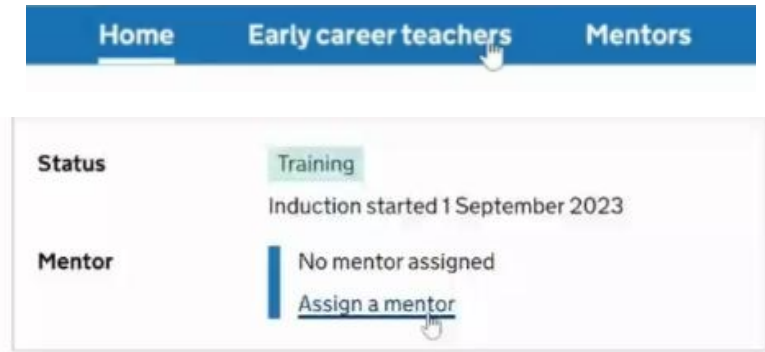 Home Early career teachers Mentors
Status Training
Induction started 1 September 2023
Mentor No mentor assigned
Assign a mentor